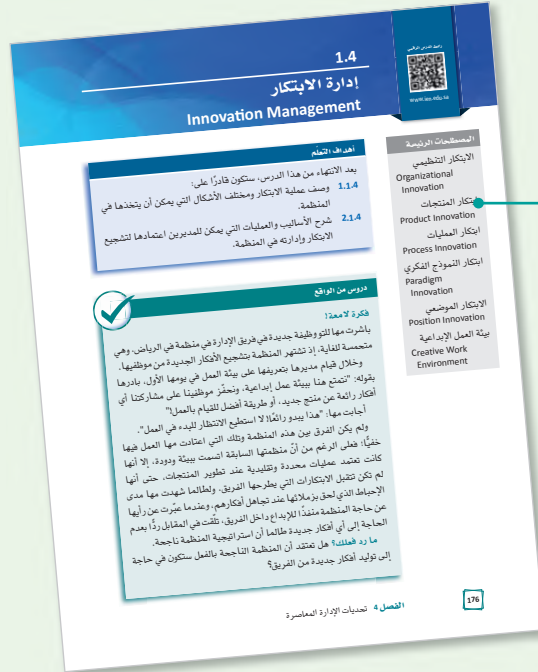 رابط الدرس الرقمي
www.ien.edu.sa
1.4
إدارة الابتكار
Innovation Management
المصطلحات الرئيسة
الابتكار التنظيمي
Organizational
Innovation
ابتكار المنتجات
Product Innovation
ابتكار العمليات
Process Innovation
ابتكار النموذج الفكري
Paradigm
Innovation
الابتكار الموضعي
Position Innovation
بيئة العمل الإبداعية
Creative Work
Environment
أهداف التعلّم
بعد الانتهاء من هذا الدرس، ستكون قادرًا على:
1.1.4 وصف عملية الابتكار ومختلف الأشكال التي يمكن أن يتخذها في
المنظمة.
2.1.4 شرح الأساليب والعمليات التي يمكن للمديرين اعتمادها لتشجيع
الابتكار وإدارته في المنظمة.
دروس من الواقع
فكرة لامعة!
باشرت مها للتو وظيفة جديدة في فريق الإدارة في منظمة في الرياض، وهي
متحمسة للغاية، إذ تشتهر المنظمة بتشجيع الأفكار الجديدة من موظفيها.
وخلال قيام مديرها بتعريفها على بيئة العمل في يومها الأول، بادرها
بقوله: "نتمتع هنا ببيئة عمل إبداعية، ونحفّز موظفينا على مشاركتنا أي
أفكار رائعة عن منتج جديد، أو طريقة أفضل للقيام بالعمل!"
أجابت مها: "هذا يبدو رائعًا! لا استطيع الانتظار للبدء في العمل".
ولم يكن الفرق بين هذه المنظمة وتلك التي اعتادت مها العمل فيها
خفيًّا؛ فعلى الرغم من أنّ منظمتها السابقة اتسمت ببيئة ودودة، إلا أنها
كانت تعتمد عمليات محددة وتقليدية عند تطوير المنتجات، حتى أنها
لم تكن تتقبل الابتكارات التي يطرحها الفريق. ولطالما شهدت مها مدى
الإحباط الذي لحق بزملائها عند تجاهل أفكارهم، وعندما عبّرت عن رأيها
عن حاجة المنظمة منفذًا للإبداع داخل الفريق، تلّقت في المقابل ردًّا بعدم
الحاجة إلى أي أفكار جديدة طالما أن استراتيجية المنظمة ناجحة.
ما رد فعلك؟ هل تعتقد أن المنظمة الناجحة بالفعل ستكون في حاجة
إلى توليد أفكار جديدة من الفريق؟
الفصل 4 تحديات الإدارة المعاصرة
176